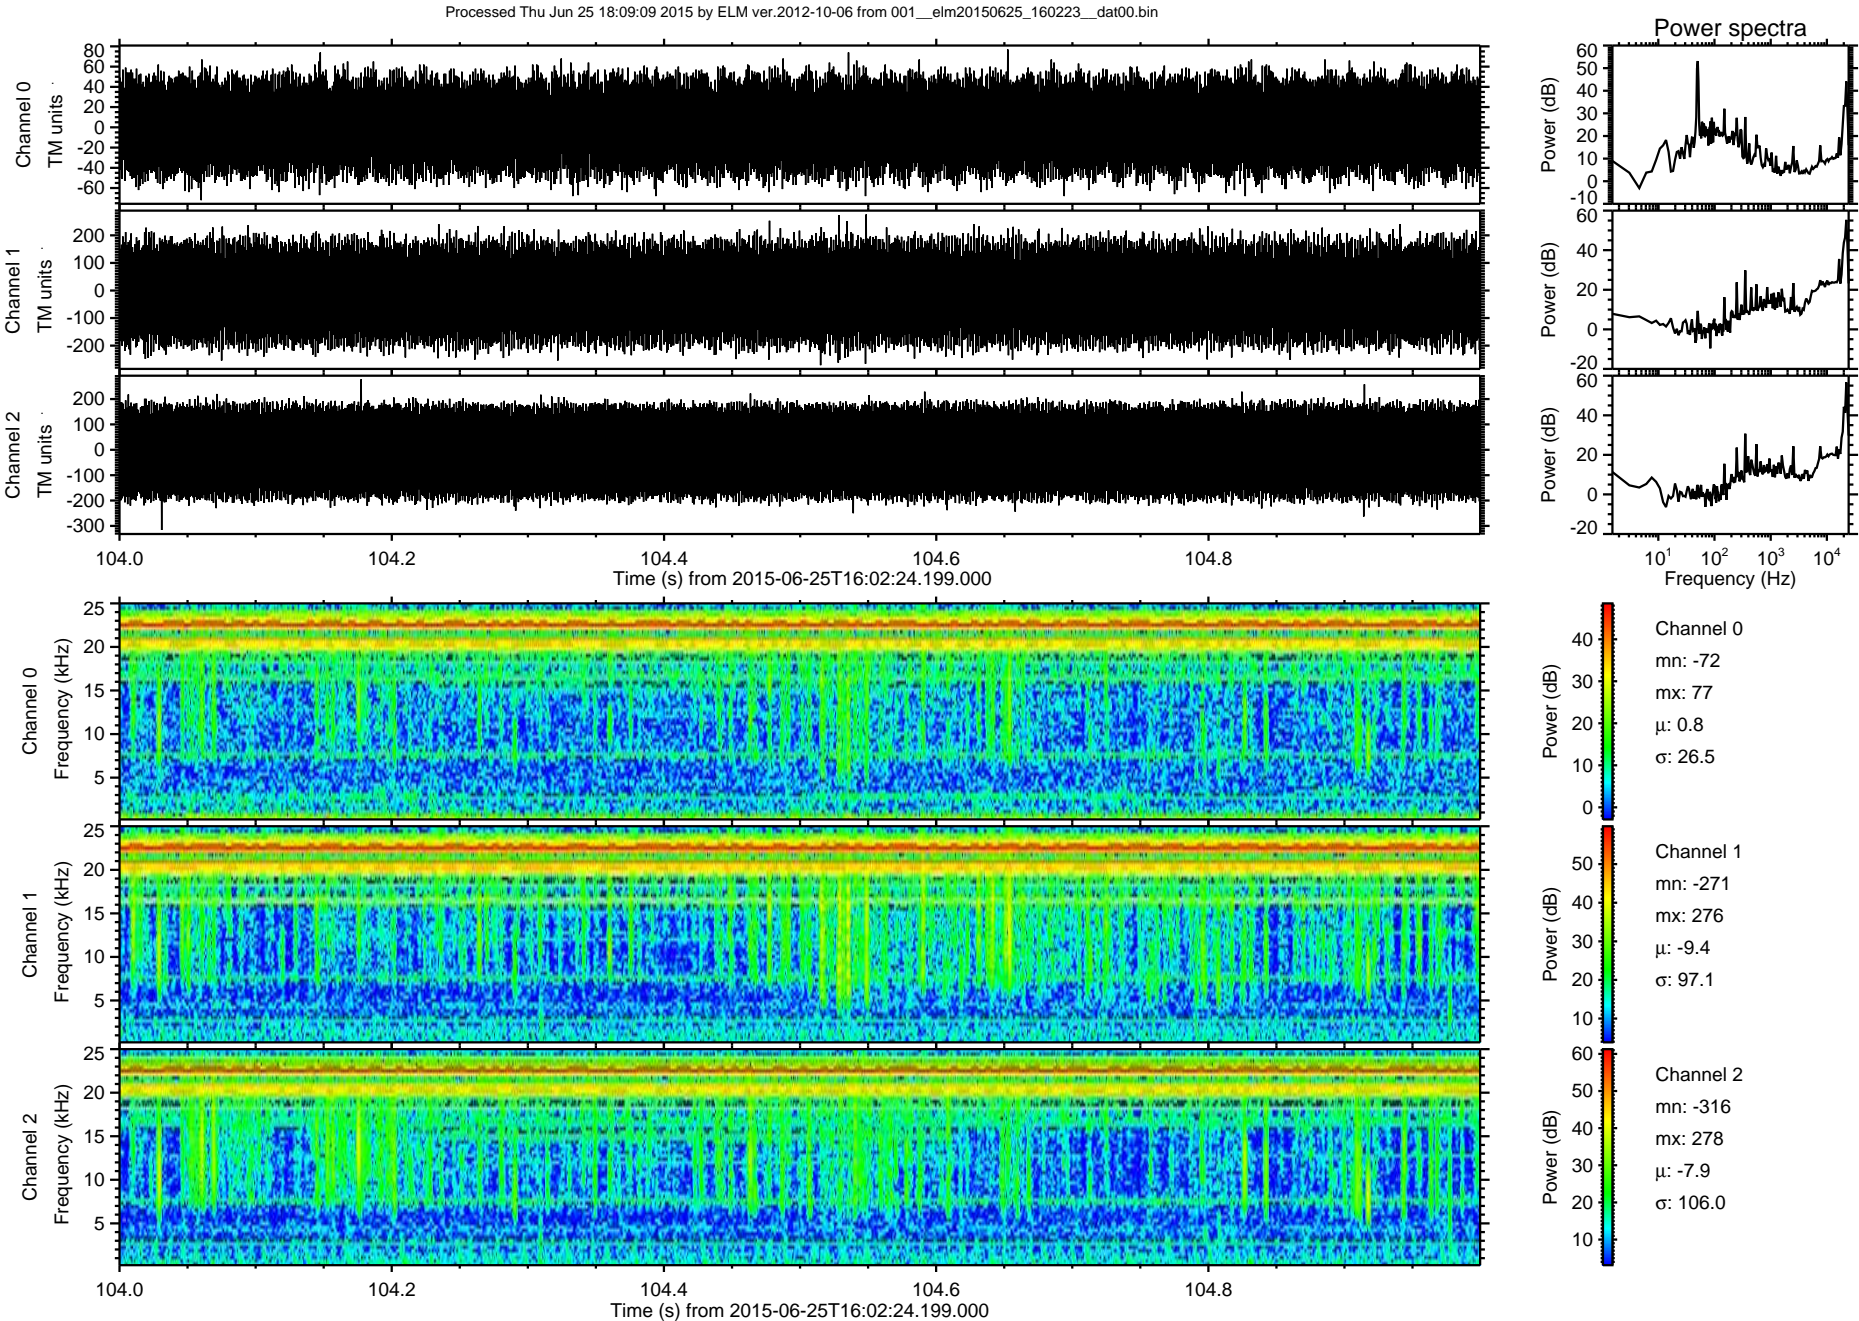 Processed Thu Jun 25 18:09:09 2015 by ELM ver.2012-10-06 from 001__elm20150625_160223__dat00.bin
Power spectra
Channel 0
TM units
80
60
40
20
0
-20
-40
-60
Power (dB)
60
50
40
30
20
10
0
-10
Channel 1
TM units
200
100
0
-100
-200
Power (dB)
60
40
20
0
-20
Channel 2
TM units
200
100
0
-100
-200
-300
Power (dB)
60
40
20
0
-20
104.0 104.2 104.4 104.6 104.8
Time (s) from 2015-06-25T16:02:24.199.000
10¹ 10² 10³ 10⁴
Frequency (Hz)
Channel 0
Frequency (kHz)
25
20
15
10
5
Power (dB)
40
30
20
10
0
Channel 0
mn: -72
mx: 77
μ: 0.8
σ: 26.5
Channel 1
Frequency (kHz)
25
20
15
10
5
Power (dB)
50
40
30
20
10
Channel 1
mn: -271
mx: 276
μ: -9.4
σ: 97.1
Channel 2
Frequency (kHz)
25
20
15
10
5
Power (dB)
60
50
40
30
20
10
Channel 2
mn: -316
mx: 278
μ: -7.9
σ: 106.0
104.0 104.2 104.4 104.6 104.8
Time (s) from 2015-06-25T16:02:24.199.000